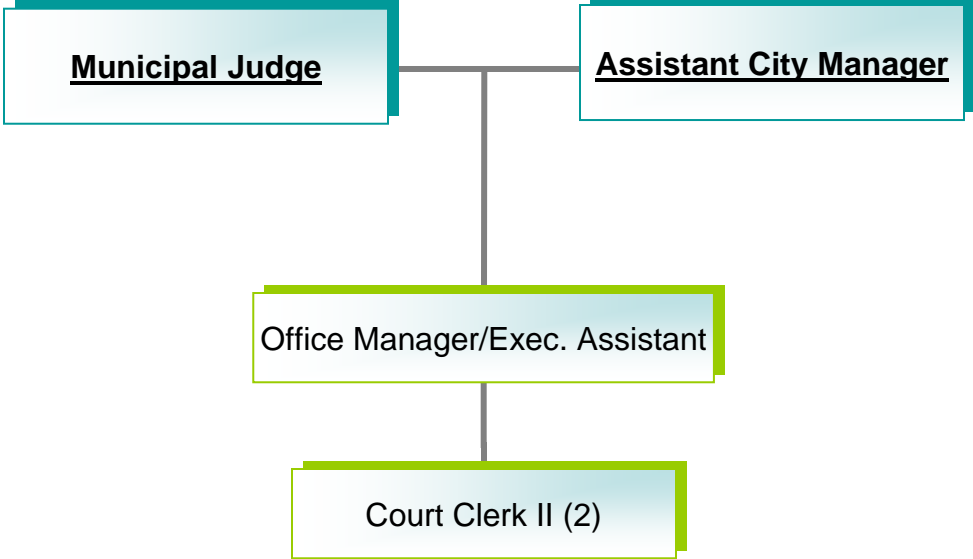 Municipal Judge
Assistant City Manager
Office Manager/Exec. Assistant
Court Clerk II (2)